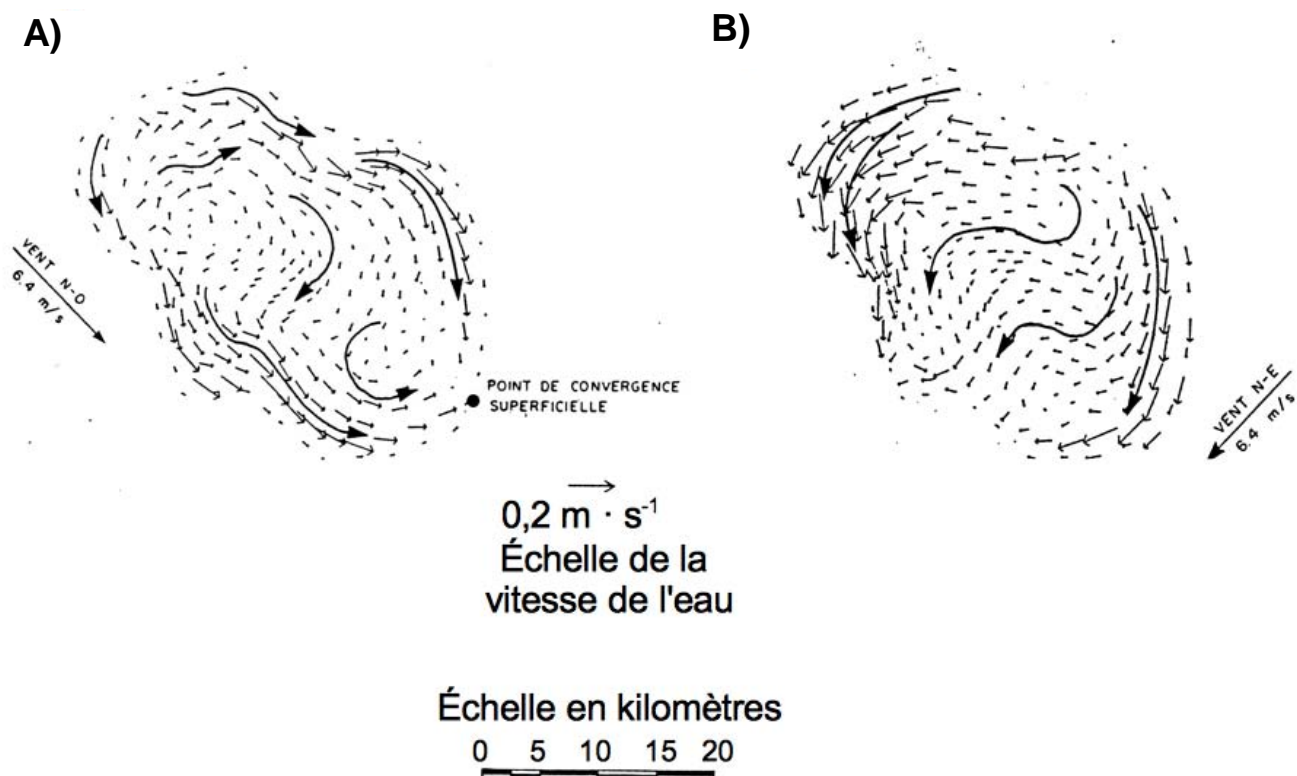 A)
B)
VENT N-O
6.4 m/s
POINT DE CONVERGENCE
SUPERFICIELLE
VENT N-E
6.4 m/s
0,2 m · s⁻¹
Échelle de la
vitesse de l'eau
Échelle en kilomètres
0 5 10 15 20